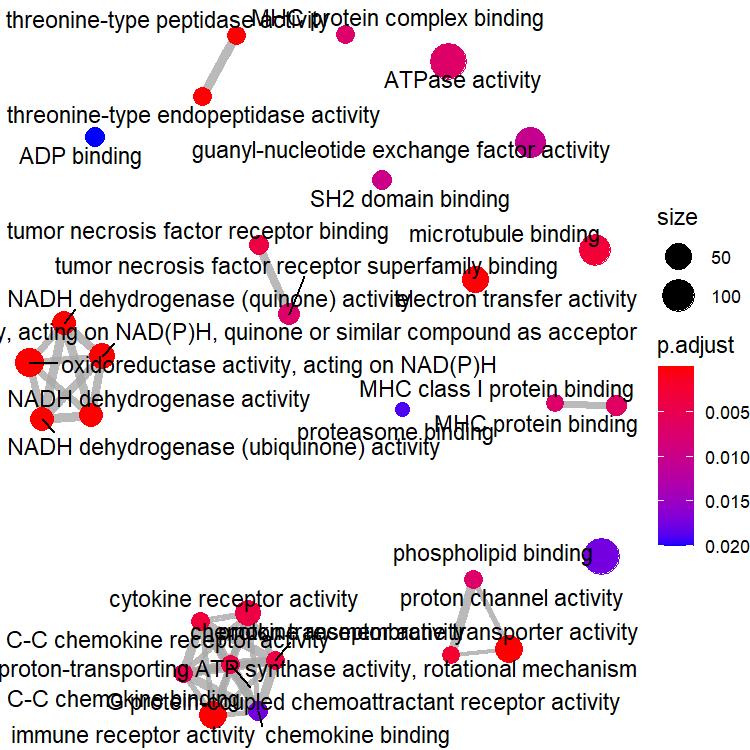 threonine-type peptidase activity
MHC protein complex binding
ATPase activity
threonine-type endopeptidase activity
ADP binding
guanyl-nucleotide exchange factor activity
SH2 domain binding
tumor necrosis factor receptor binding
microtubule binding
tumor necrosis factor receptor superfamily binding
NADH dehydrogenase (quinone) activity
electron transfer activity
y, acting on NAD(P)H, quinone or similar compound as acceptor
oxidoreductase activity, acting on NAD(P)H
MHC class I protein binding
NADH dehydrogenase activity
MHC protein binding
proteasome binding
NADH dehydrogenase (ubiquinone) activity
phospholipid binding
cytokine receptor activity
proton channel activity
chemokine receptor activity
proton transmembrane transporter activity
C-C chemokine receptor activity
proton-transporting ATP synthase activity, rotational mechanism
C-C chemokine binding
G protein-coupled chemoattractant receptor activity
immune receptor activity
chemokine binding
size
50
100
p.adjust
0.005
0.010
0.015
0.020